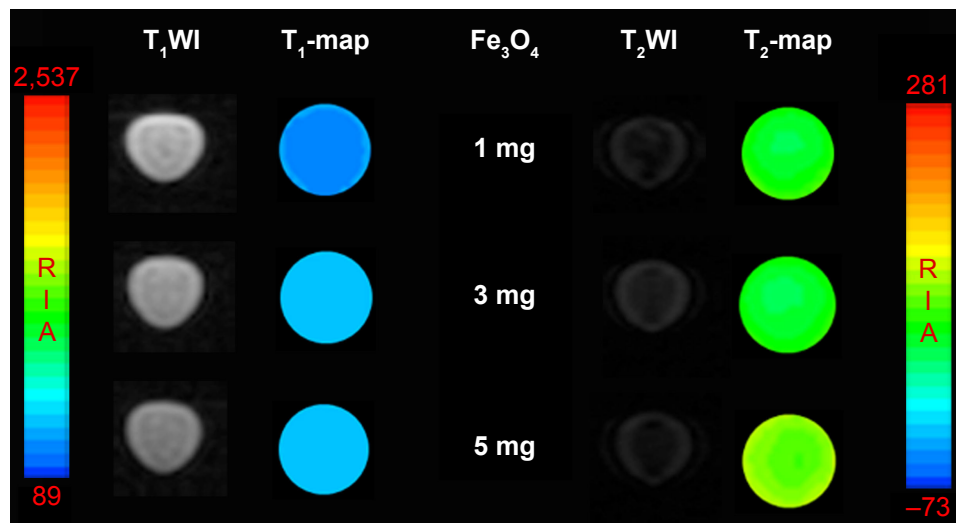 T₁WI T₁-map Fe₃O₄ T₂WI T₂-map
2,537
281
1 mg
R
I
A
3 mg
R
I
A
5 mg
89
–73